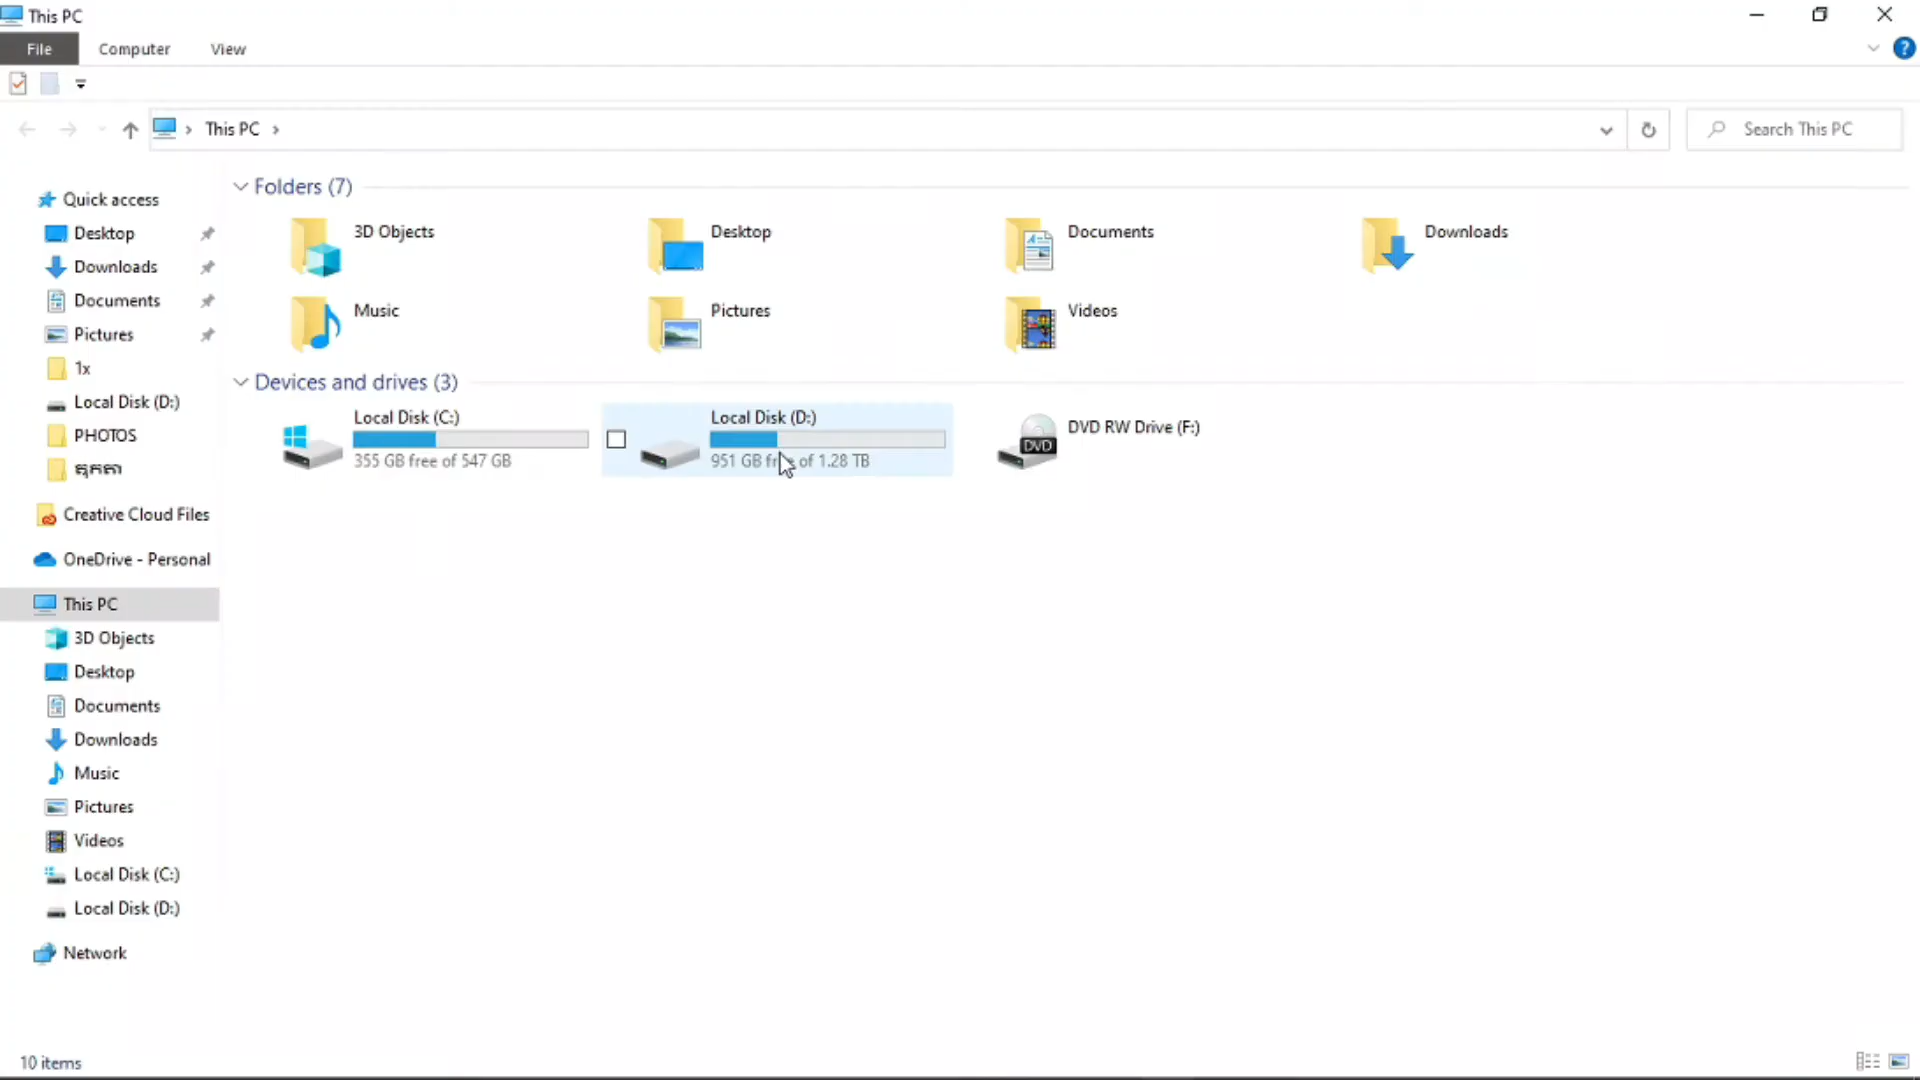 This PC
File Computer View
This PC
Search This PC
Quick access
Desktop
Downloads
Documents
Pictures
1x
Local Disk (D:)
PHOTOS
Creative Cloud Files
OneDrive - Personal
This PC
3D Objects
Desktop
Documents
Downloads
Music
Pictures
Videos
Local Disk (C:)
Local Disk (D:)
Network
Folders (7)
3D Objects
Desktop
Documents
Downloads
Music
Pictures
Videos
Devices and drives (3)
Local Disk (C:)
355 GB free of 547 GB
Local Disk (D:)
951 GB free of 1.28 TB
DVD RW Drive (F:)
DVD
10 items